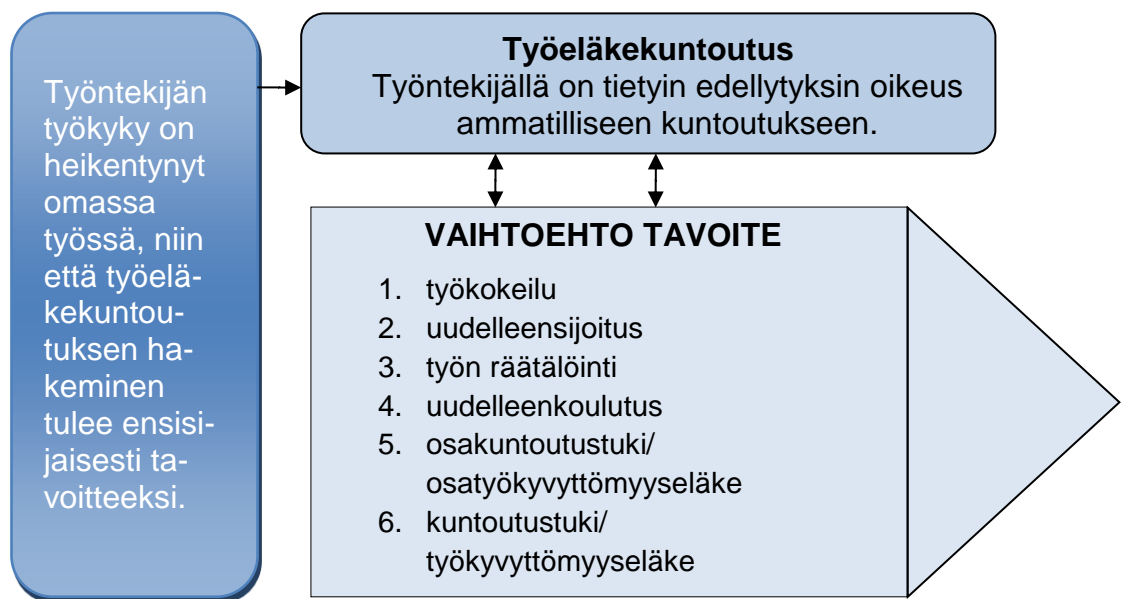 Työntekijän
työkyky on
heikentynyt
omassa
työssä, niin
että työelä-
kekuntou-
tuksen ha-
keminen
tulee ensisi-
jaisesti ta-
voitteeksi.
Työeläkekuntoutus
Työntekijällä on tietyin edellytyksin oikeus
ammatilliseen kuntoutukseen.
VAIHTOEHTO TAVOITE
1. työkokeilu
2. uudelleensijoitus
3. työn räätälöinti
4. uudelleenkoulutus
5. osakuntoutustuki/
osatyökyvyttömyyseläke
6. kuntoutustuki/
työkyvyttömyyseläke